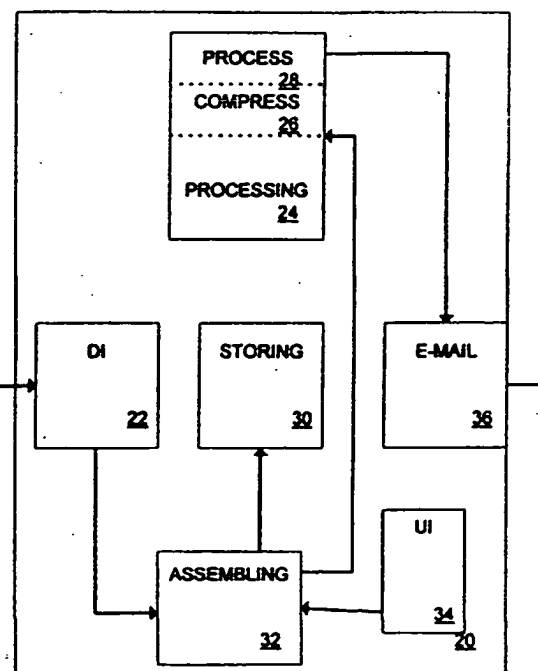 PROCESS
28
COMPRESS
26
PROCESSING
24
DI
22
STORING
30
E-MAIL
36
ASSEMBLING
32
UI
34
20